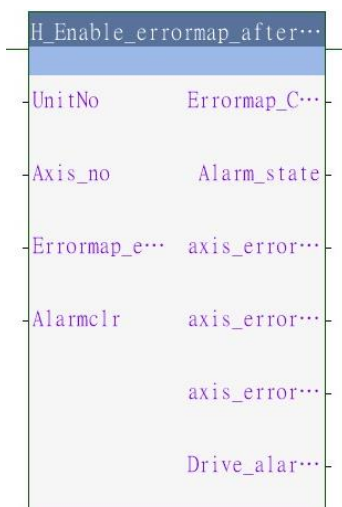 H_Enable_errormap_after…
UnitNo Errormap_C…
Axis_no Alarm_state
Errormap_e… axis_error…
Alarmclr axis_error…
axis_error…
Drive_alar…